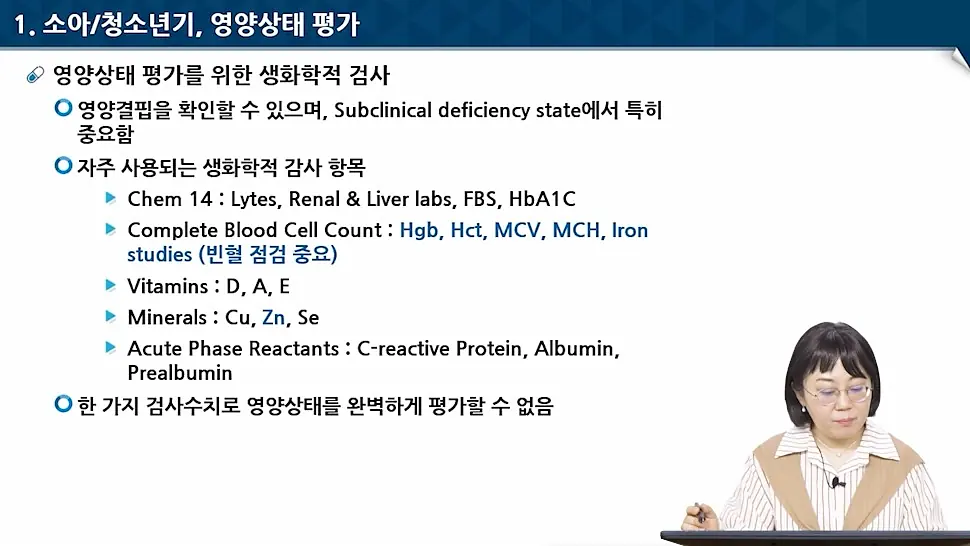 1. 소아/청소년기, 영양상태 평가
영양상태 평가를 위한 생화학적 검사
영양결핍을 확인할 수 있으며, Subclinical deficiency state에서 특히
중요함
자주 사용되는 생화학적 감사 항목
Chem 14 : Lytes, Renal & Liver labs, FBS, HbA1C
Complete Blood Cell Count : Hgb, Hct, MCV, MCH, Iron
studies (빈혈 점검 중요)
Vitamins : D, A, E
Minerals : Cu, Zn, Se
Acute Phase Reactants : C-reactive Protein, Albumin,
Prealbumin
한 가지 검사수치로 영양상태를 완벽하게 평가할 수 없음